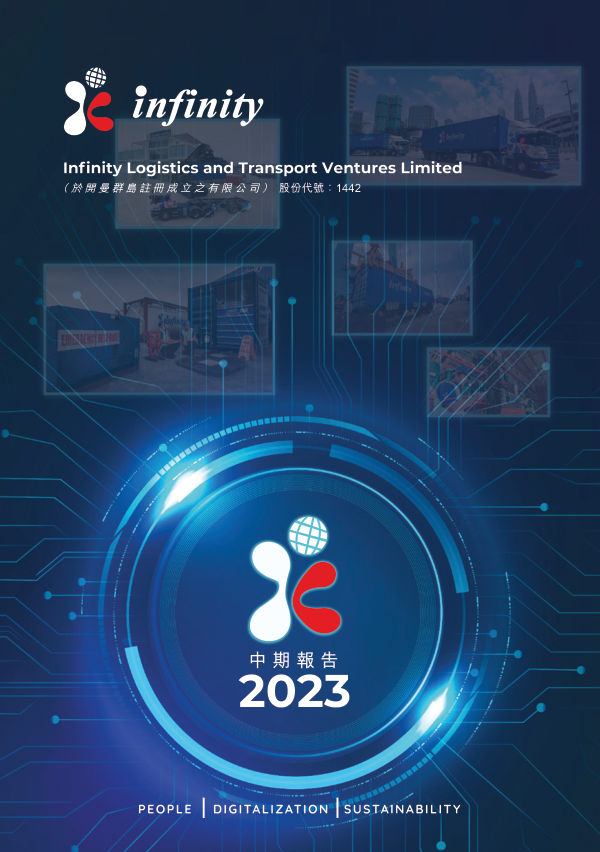 infinity
Infinity Logistics and Transport Ventures Limited
（於開曼群島註冊成立之有限公司） 股份代號：1442
中期報告
2023
PEOPLE | DIGITALIZATION | SUSTAINABILITY